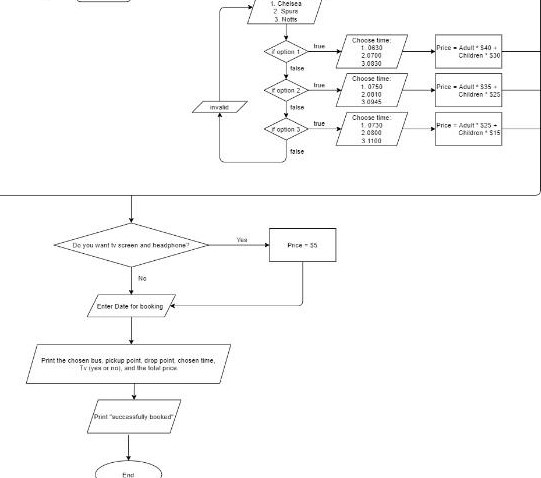 1. Chelsea
2. Spurs
3. Notts
if option 1
true
Choose time:
1. 0630
2.0700
3.0830
Price = Adult * $40 +
Children * $30
false
if option 2
true
Choose time:
1. 0750
2.0810
3.0945
Price = Adult * $35 +
Children * $25
invalid
false
if option 3
true
Choose time:
1. 0730
2.0800
3.1100
Price = Adult * $25 +
Children * $15
false
Do you want tv screen and headphone?
Yes
Price = $5
No
Enter Date for booking
Print the chosen bus, pickup point, drop point, chosen time,
Tv (yes or no), and the total price.
Print "successfully booked"
End